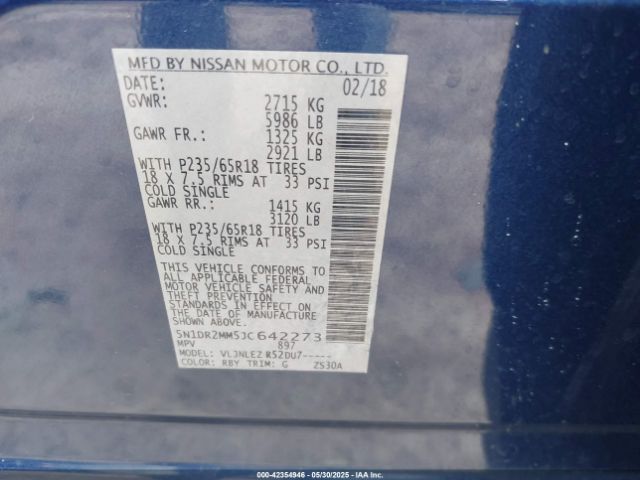 MFD BY NISSAN MOTOR CO., LTD.
DATE: 02/18
GVWR: 2715 KG
5986 LB
GAWR FR.: 1325 KG
2921 LB
WITH P235/65R18 TIRES
18 X 7.5 RIMS AT 33 PSI
COLD SINGLE
GAWR RR.: 1415 KG
3120 LB
WITH P235/65R18 TIRES
18 X 7.5 RIMS AT 33 PSI
COLD SINGLE
THIS VEHICLE CONFORMS TO
ALL APPLICABLE FEDERAL
MOTOR VEHICLE SAFETY AND
THEFT PREVENTION
STANDARDS IN EFFECT ON
THE DATE OF MANUFACTURE
SHOWN ABOVE.
5N1DR2MM5JC642273
MPV 897
MODEL: VLJNLEZ R52DU7-----
COLOR: RBY TRIM: G ZS30A
000-42354946 - 05/30/2025 - IAA Inc.